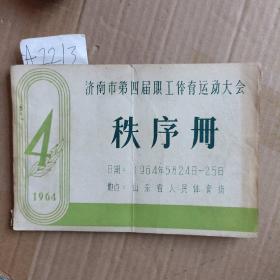 A2213
济南市第四届职工体育运动大会
秩序册
日期：1964年5月24日—25日
地点：山东省人民体育场
4
1964